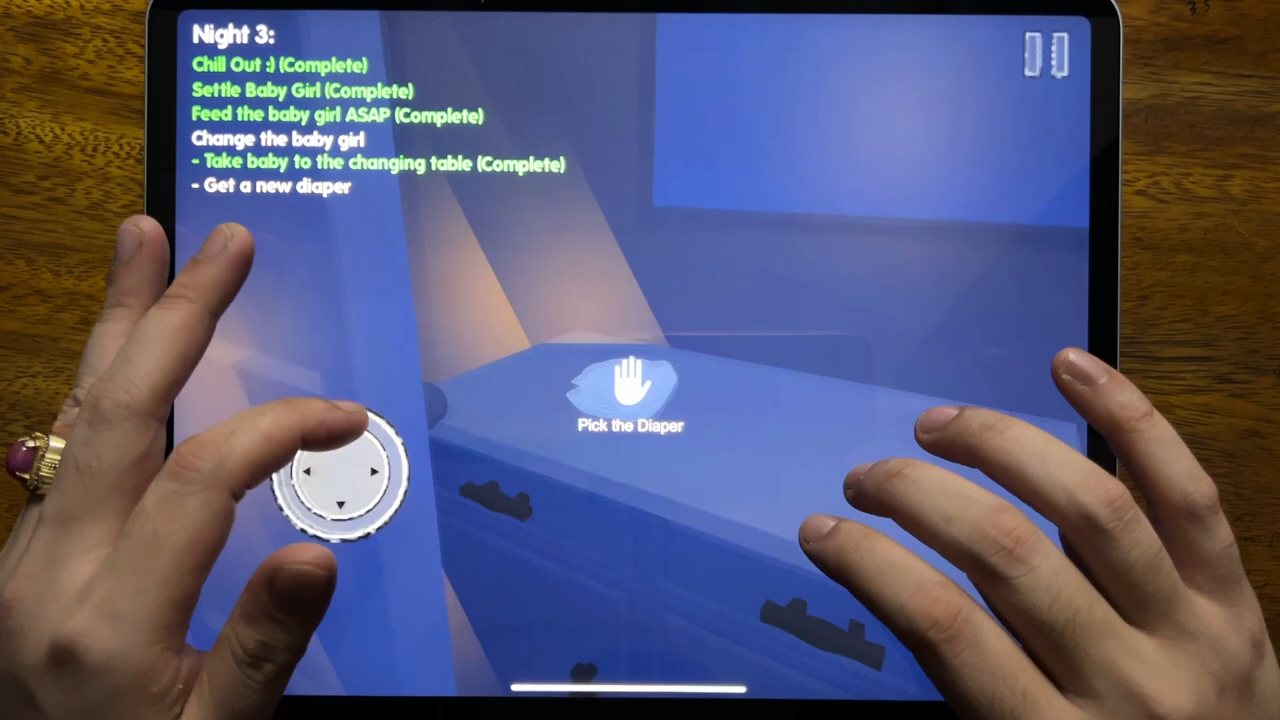 Night 3:
Chill Out :) (Complete)
Settle Baby Girl (Complete)
Feed the baby girl ASAP (Complete)
Change the baby girl
- Take baby to the changing table (Complete)
- Get a new diaper
Pick the Diaper